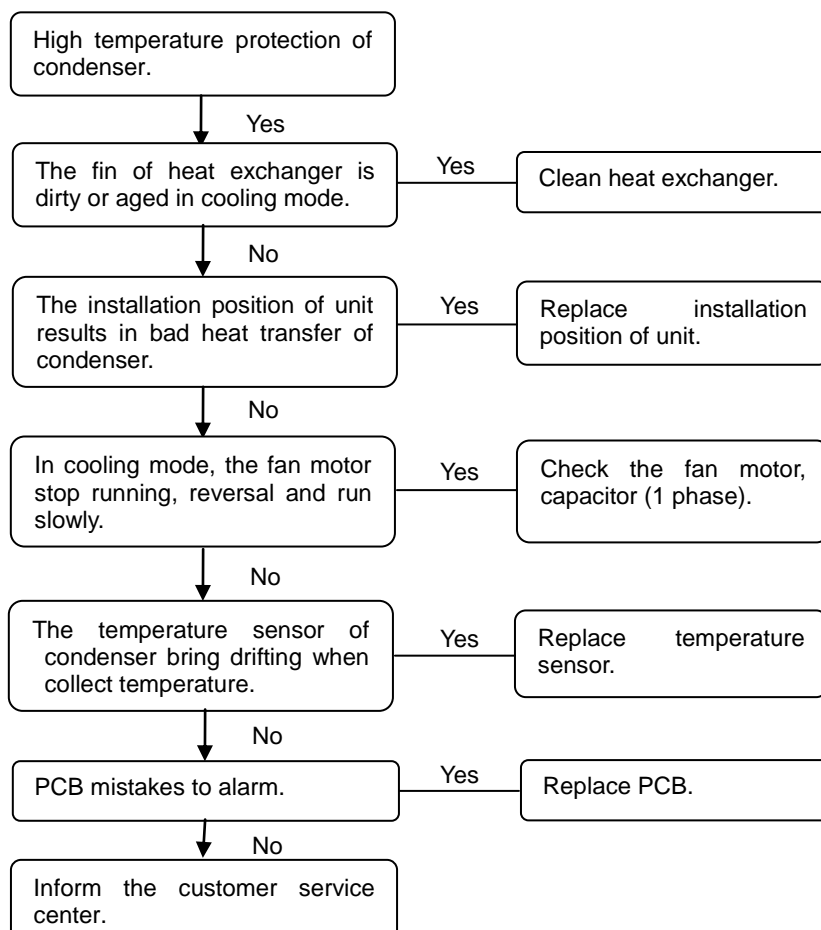 High temperature protection of
condenser.
Yes
The fin of heat exchanger is
dirty or aged in cooling mode.
Yes
Clean heat exchanger.
No
The installation position of unit
results in bad heat transfer of
condenser.
Yes
Replace installation
position of unit.
No
In cooling mode, the fan motor
stop running, reversal and run
slowly.
Yes
Check the fan motor,
capacitor (1 phase).
No
The temperature sensor of
condenser bring drifting when
collect temperature.
Yes
Replace temperature
sensor.
No
PCB mistakes to alarm.
Yes
Replace PCB.
No
Inform the customer service
center.